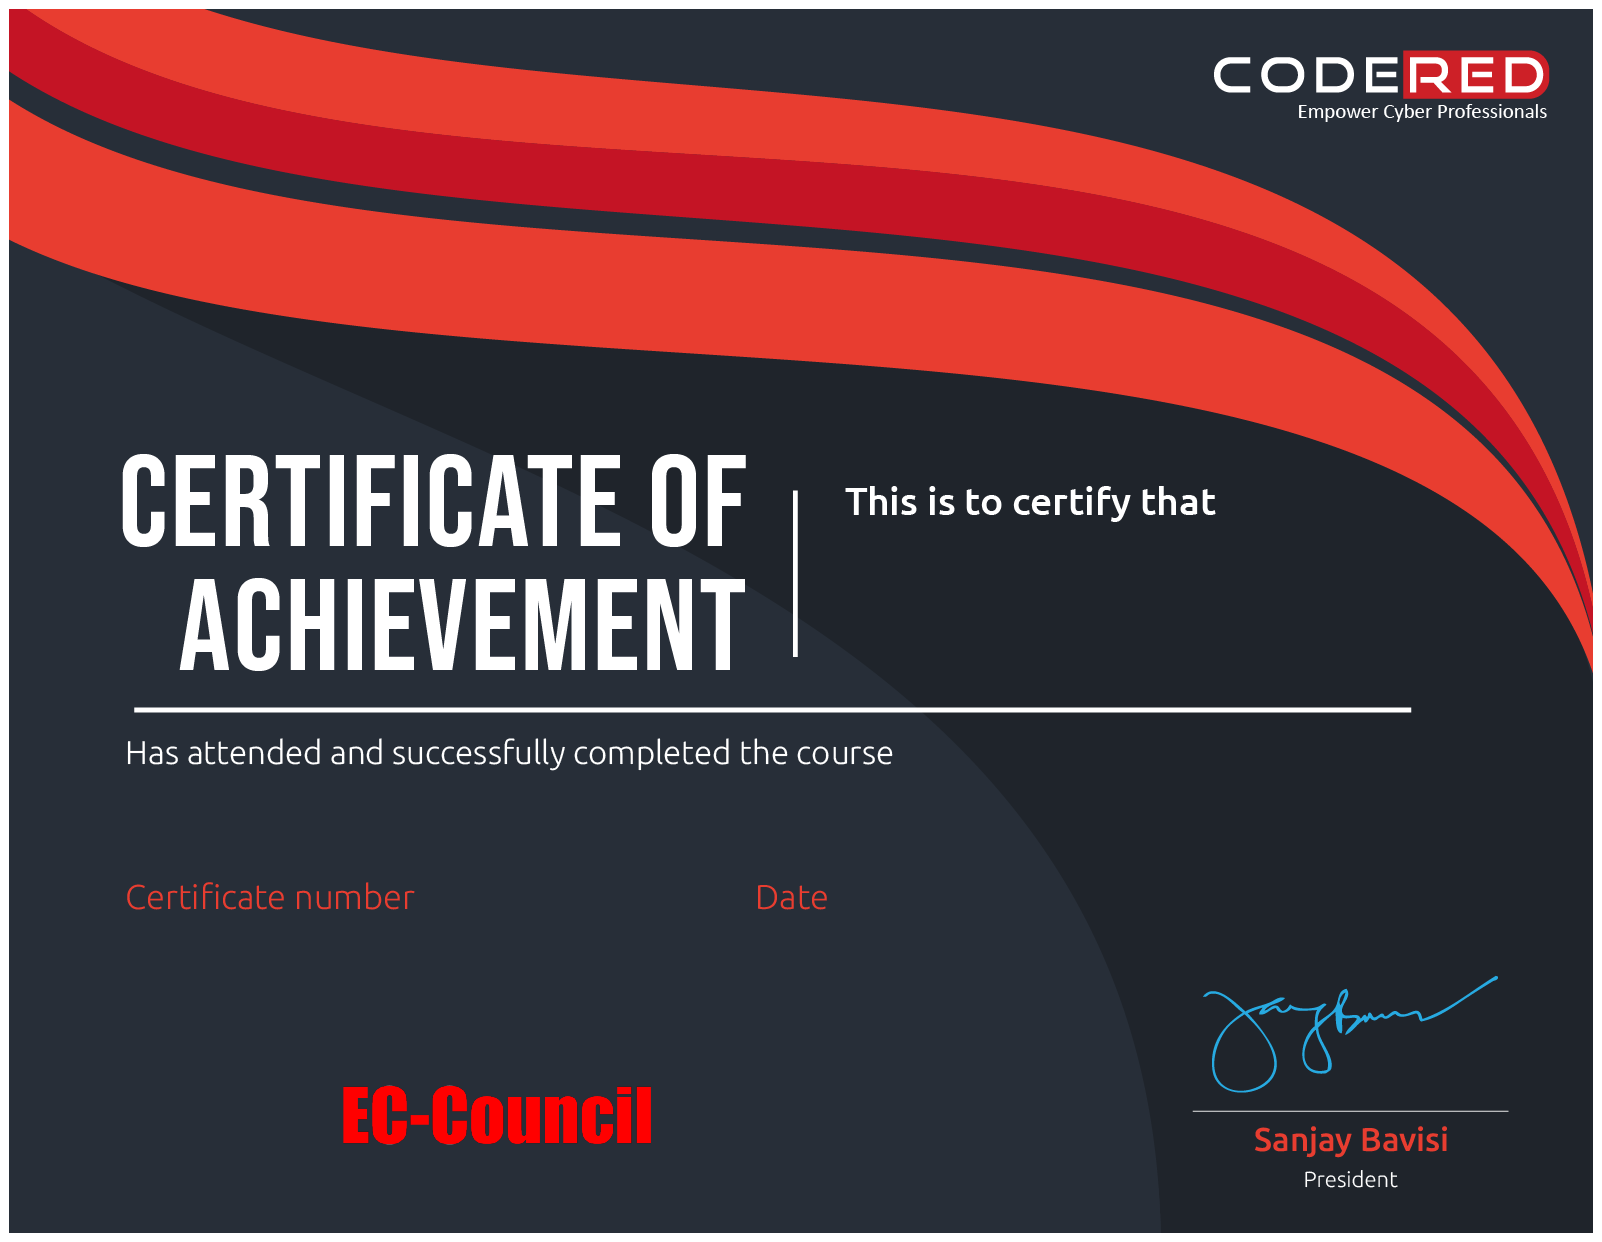 CODERED
Empower Cyber Professionals
CERTIFICATE OF
ACHIEVEMENT
This is to certify that
Has attended and successfully completed the course
Certificate number
Date
EC-Council
Sanjay Bavisi
President